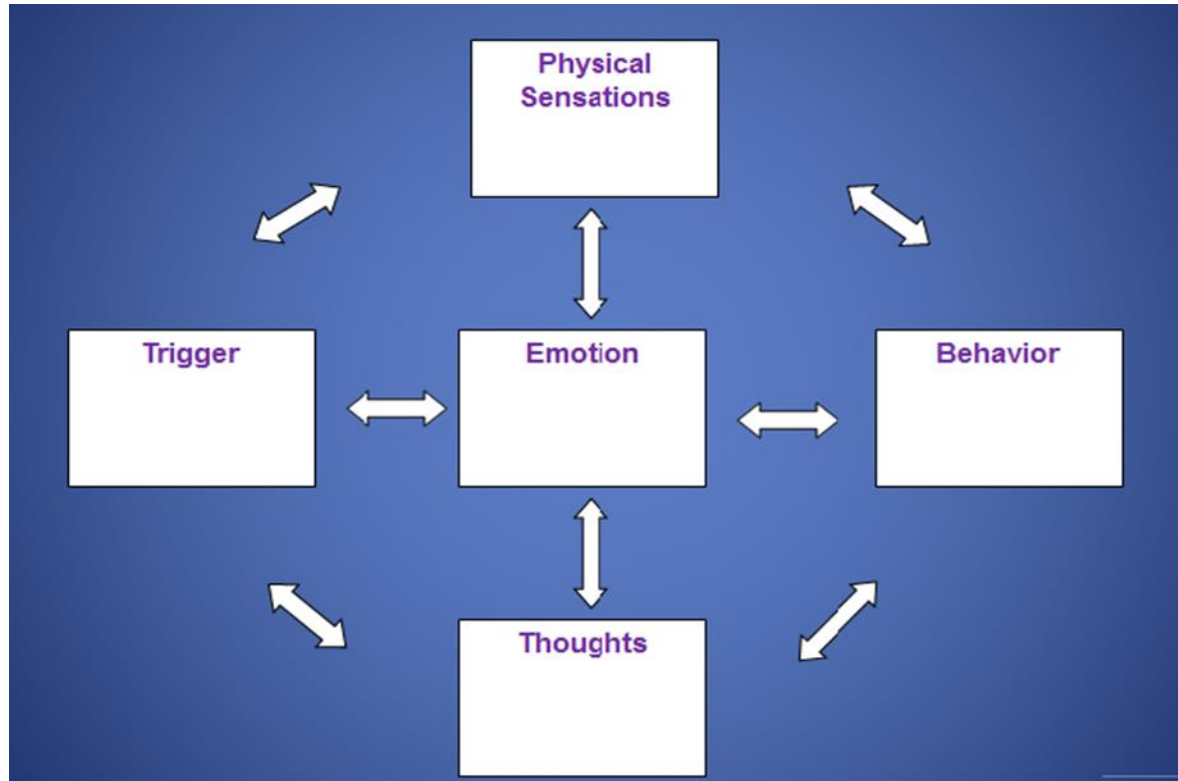 Physical
Sensations
Trigger
Emotion
Behavior
Thoughts